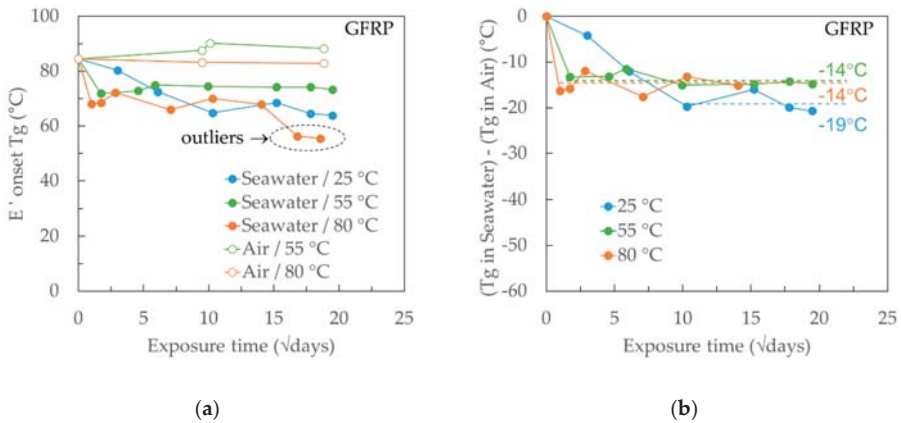 GFRP
100
80
60
40
20
0
E ' onset Tg (°C)
outliers →
Seawater / 25 °C
Seawater / 55 °C
Seawater / 80 °C
Air / 55 °C
Air / 80 °C
0 5 10 15 20 25
Exposure time (√days)
(a)
GFRP
-0
-10
-20
-30
-40
-50
-60
(Tg in Seawater) - (Tg in Air) (°C)
-14°C
-14°C
-19°C
25 °C
55 °C
80 °C
0 5 10 15 20 25
Exposure time (√days)
(b)